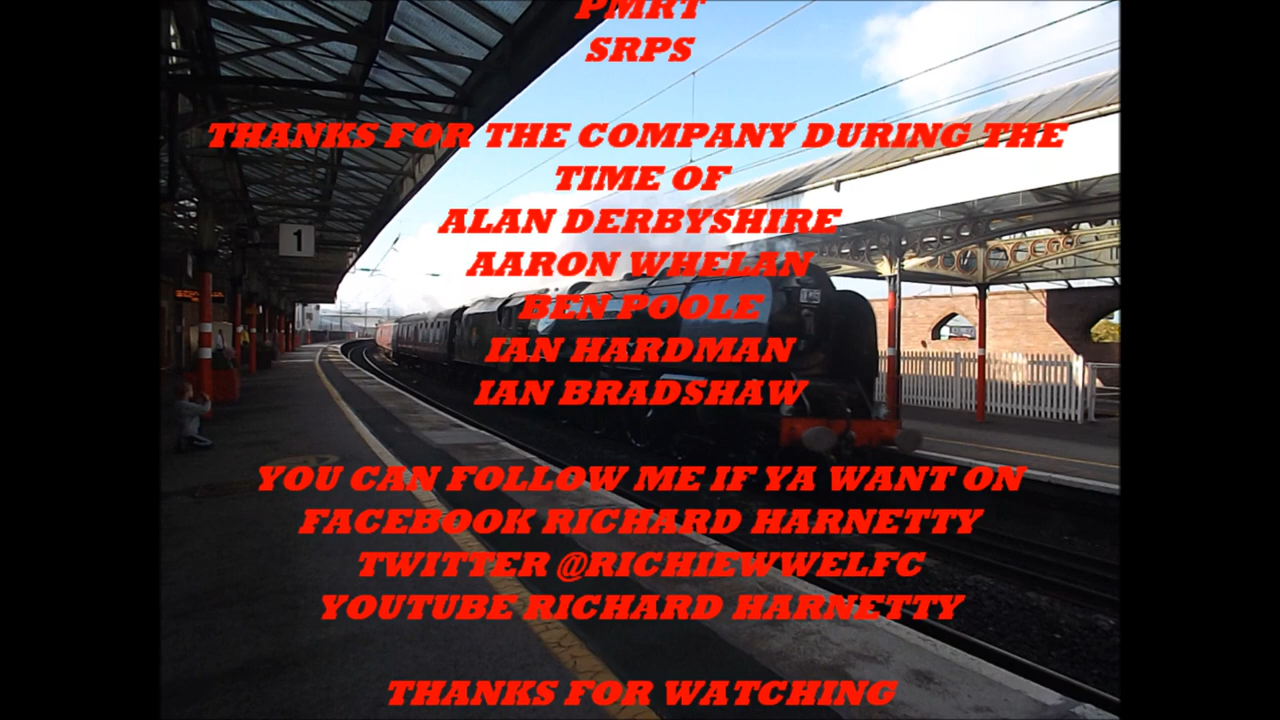 PMRT
SRPS
THANKS FOR THE COMPANY DURING THE
TIME OF
ALAN DERBYSHIRE
AARON WHELAN
BEN POOLE
IAN HARDMAN
IAN BRADSHAW
YOU CAN FOLLOW ME IF YA WANT ON
FACEBOOK RICHARD HARNETTY
TWITTER @RICHIEWWELFC
YOUTUBE RICHARD HARNETTY
THANKS FOR WATCHING
1